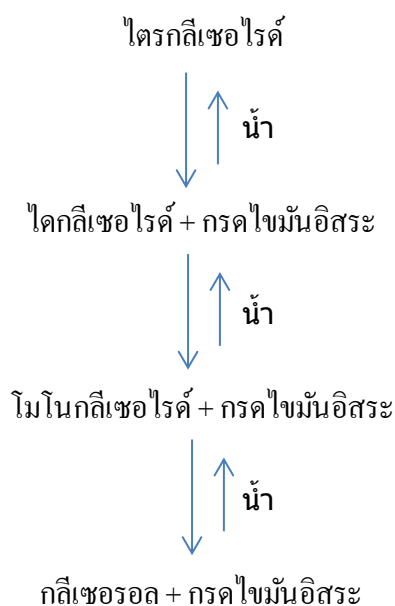 ไตรกลีเซอไรด์
น้ำ
ไดกลีเซอไรด์ + กรดไขมันอิสระ
น้ำ
โมโนกลีเซอไรด์ + กรดไขมันอิสระ
น้ำ
กลีเซอรอล + กรดไขมันอิสระ